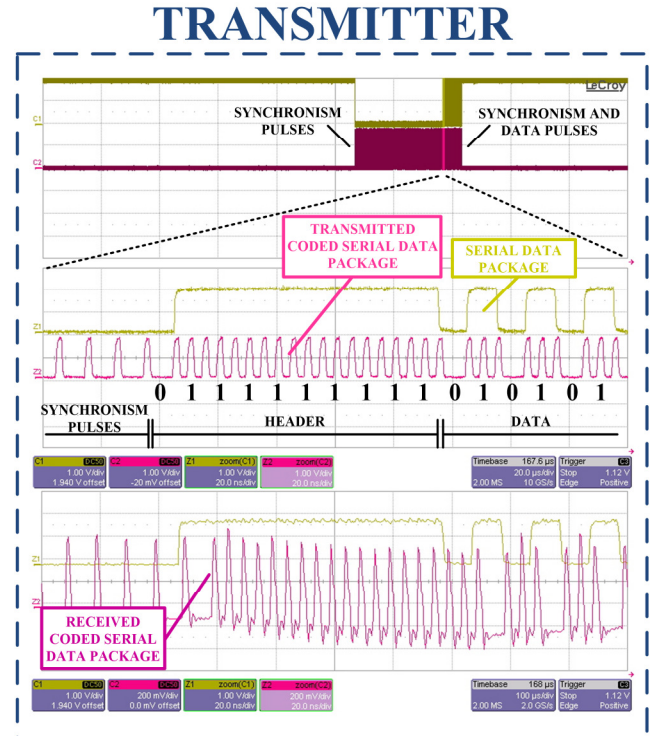 TRANSMITTER
LeCroy
SYNCHRONISM
PULSES
SYNCHRONISM AND
DATA PULSES
C1
C2
TRANSMITTED
CODED SERIAL DATA
PACKAGE
SERIAL DATA
PACKAGE
Z1
Z2
0 1 1 1 1 1 1 1 1 1 0 1 0 1 0 1
SYNCHRONISM
PULSES
HEADER
DATA
C1 DC50 C2 DC50 Z1 zoom(C1) Z2 zoom(C2) Timebase 167.6 µs Trigger C3
1.00 V/div 1.00 V/div 1.00 V/div 1.00 V/div 20.0 µs/div Stop 1.12 V
1.940 V offset -20 mV offset 20.0 ns/div 20.0 ns/div 2.00 MS 10 GS/s Edge Positive
Z1
Z2
RECEIVED
CODED SERIAL
DATA PACKAGE
C1 DC50 C2 DC50 Z1 zoom(C1) Z2 zoom(C2) Timebase 168 µs Trigger C3
1.00 V/div 200 mV/div 1.00 V/div 200 mV/div 100 µs/div Stop 1.12 V
1.940 V offset 0.0 mV offset 20.0 ns/div 20.0 ns/div 2.00 MS 2.0 GS/s Edge Positive